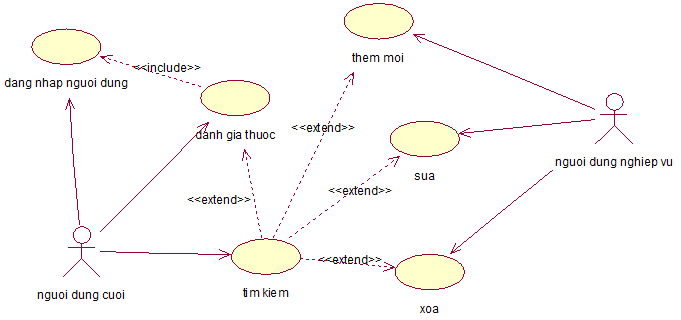 them moi
<<include>>
dang nhap nguoi dung
<<extend>>
danh gia thuoc
nguoi dung nghiep vu
sua
<<extend>>
<<extend>>
<<extend>>
nguoi dung cuoi
tim kiem
xoa